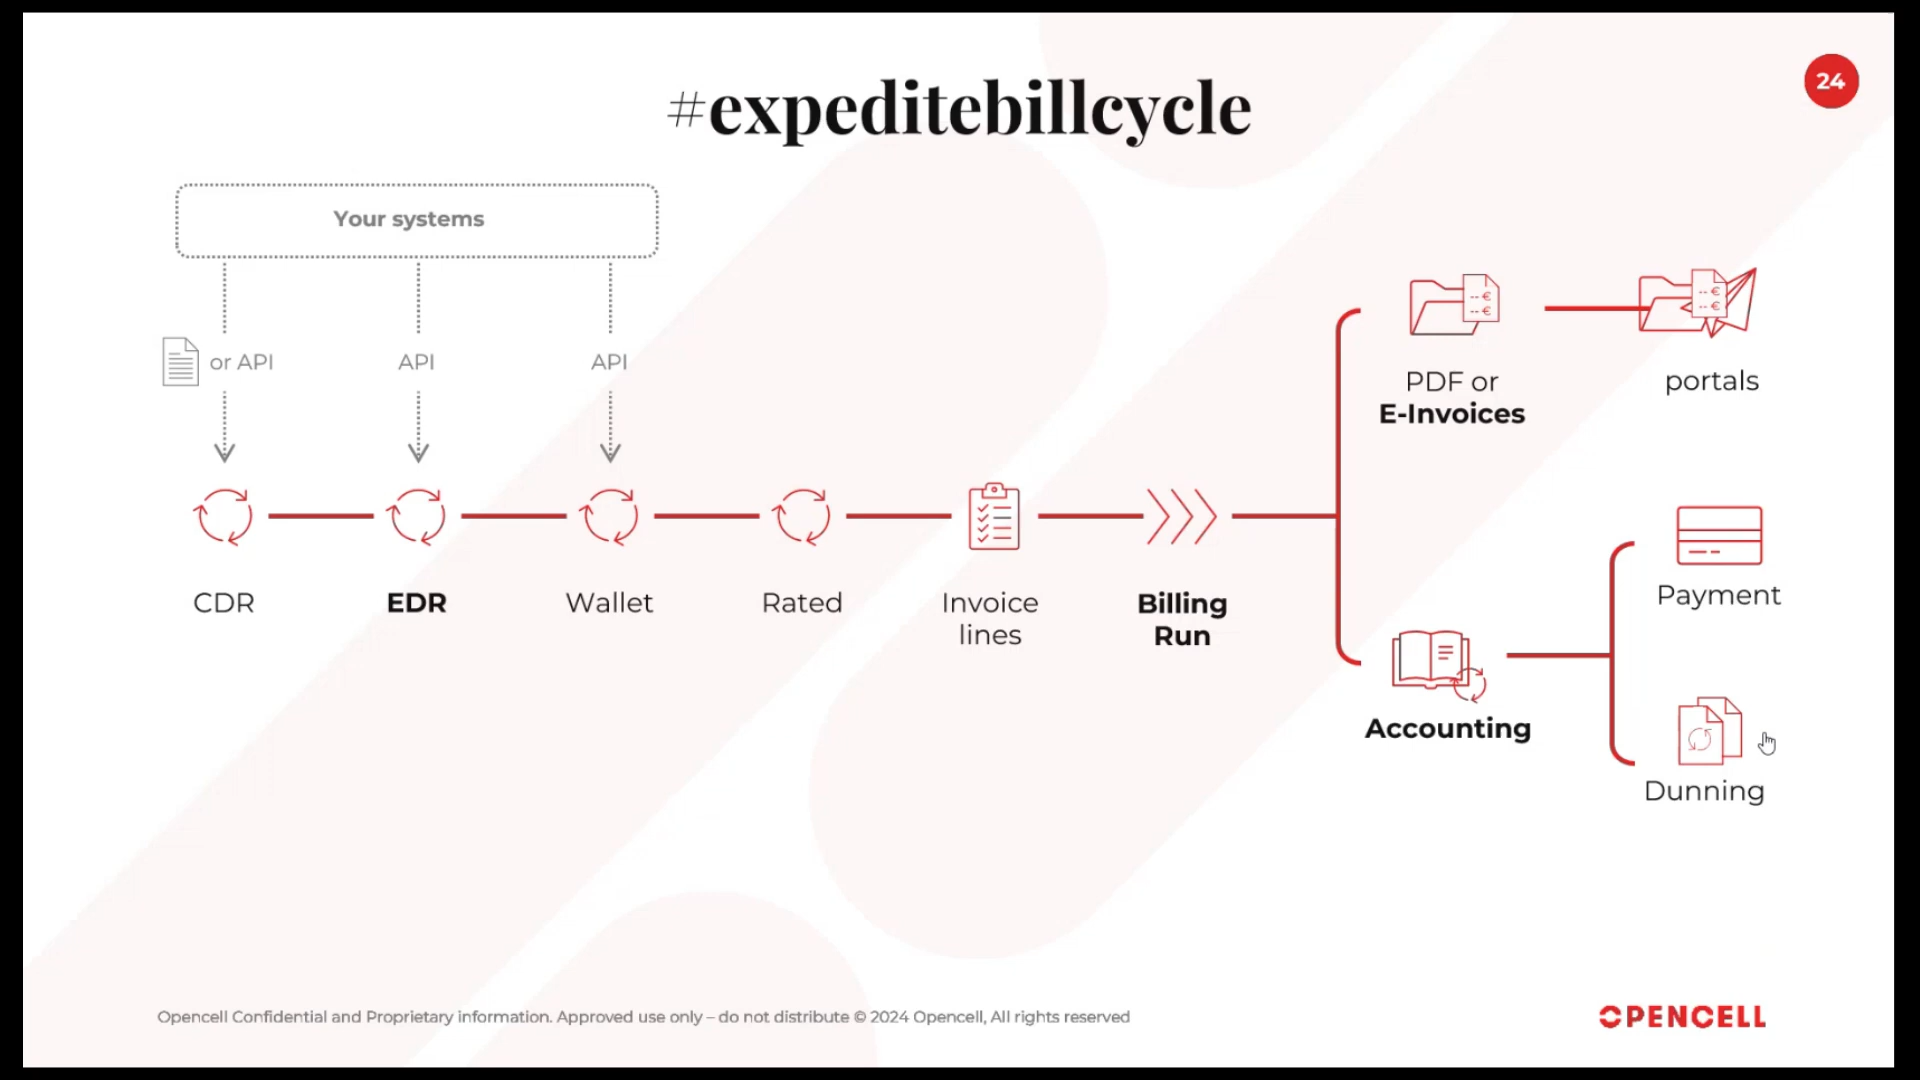 #expeditebillcycle
24
Your systems
or API
API
API
-- €
-- €
-- €
-- €
PDF or
E-Invoices
portals
CDR
EDR
Wallet
Rated
Invoice
lines
Billing
Run
Payment
Accounting
Dunning
Opencell Confidential and Proprietary information. Approved use only – do not distribute © 2024 Opencell, All rights reserved
OPENCELL